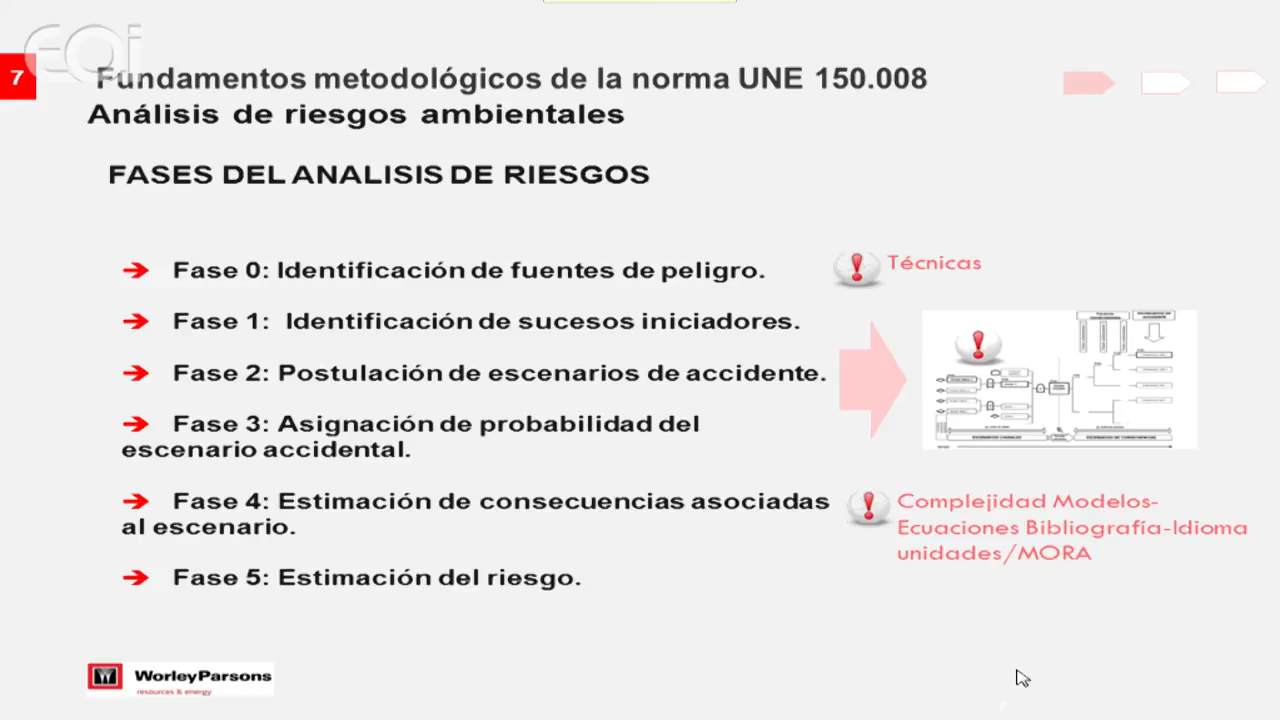 EOi
7
Fundamentos metodológicos de la norma UNE 150.008
Análisis de riesgos ambientales
FASES DEL ANALISIS DE RIESGOS
➔ Fase 0: Identificación de fuentes de peligro.
Técnicas
➔ Fase 1: Identificación de sucesos iniciadores.
➔ Fase 2: Postulación de escenarios de accidente.
➔ Fase 3: Asignación de probabilidad del
escenario accidental.
➔ Fase 4: Estimación de consecuencias asociadas
al escenario.
Complejidad Modelos-
Ecuaciones Bibliografía-Idioma
unidades/MORA
➔ Fase 5: Estimación del riesgo.
WorleyParsons
resources & energy